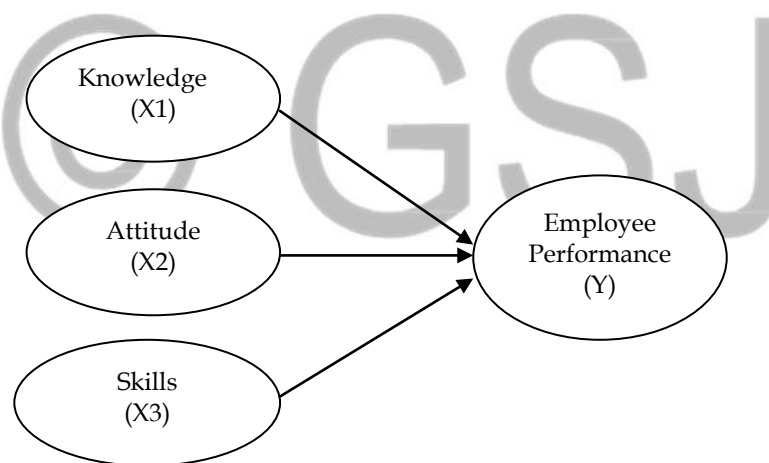 © GSJ
Knowledge
(X1)
Attitude
(X2)
Skills
(X3)
Employee
Performance
(Y)